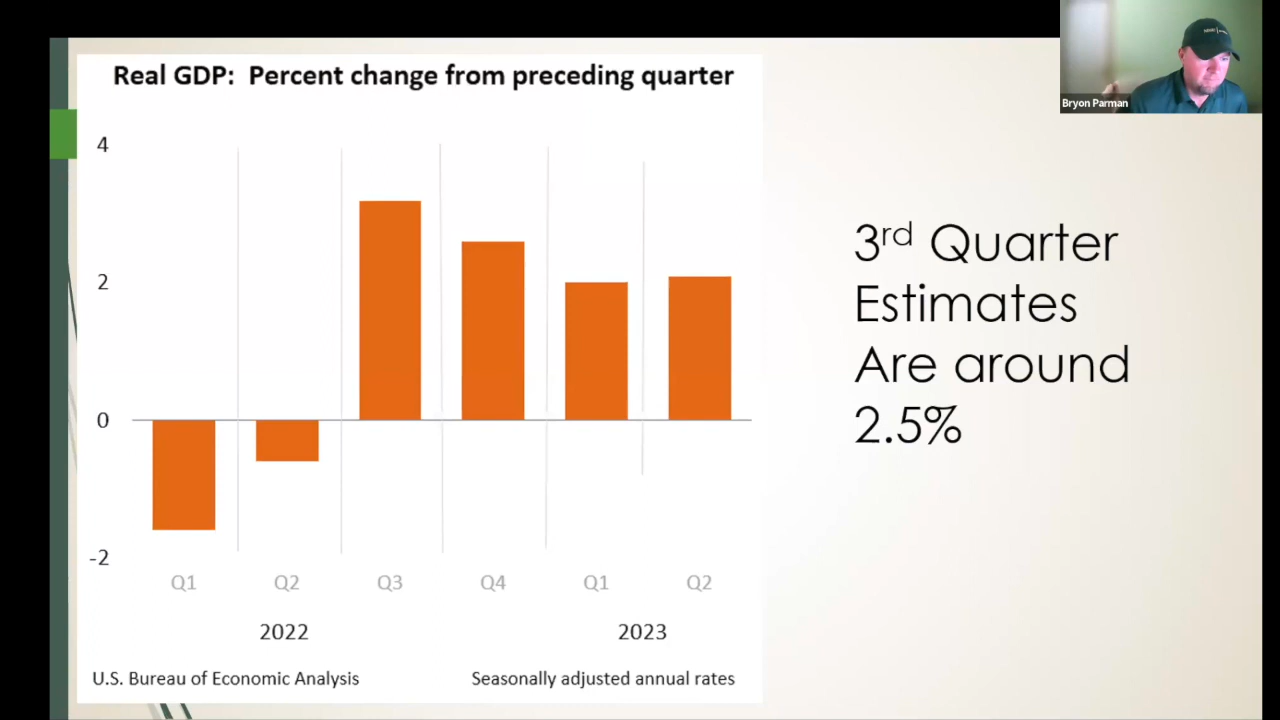 Real GDP:  Percent change from preceding quarter
4
2
0
-2
Q1 Q2 Q3 Q4 Q1 Q2
2022 2023
U.S. Bureau of Economic Analysis
Seasonally adjusted annual rates
3rd Quarter
Estimates
Are around
2.5%
Bryon Parman